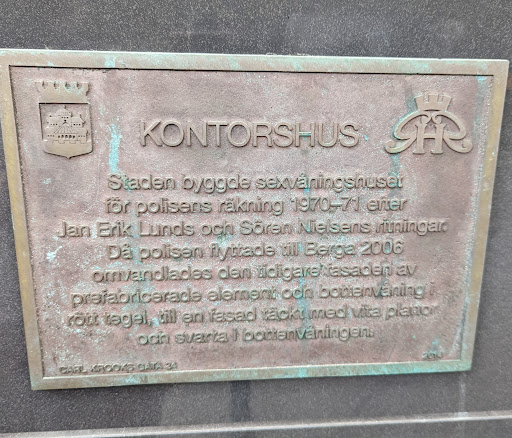 KONTORSHUS
Staden byggde sexvåningshuset
för polisens räkning 1970–71 efter
Jan Erik Lunds och Sören Nielsens ritningar.
Då polisen flyttade till Berga 2006
omvandlades den tidigare fasaden av
prefabricerade element och bottenvåning i
rött tegel, till en fasad täckt med vita plattor
och svarta i bottenvåningen.
CARL KROOKS GATA 24